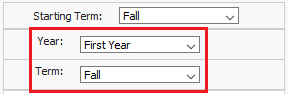 Starting Term: Fall
Year: First Year
Term: Fall